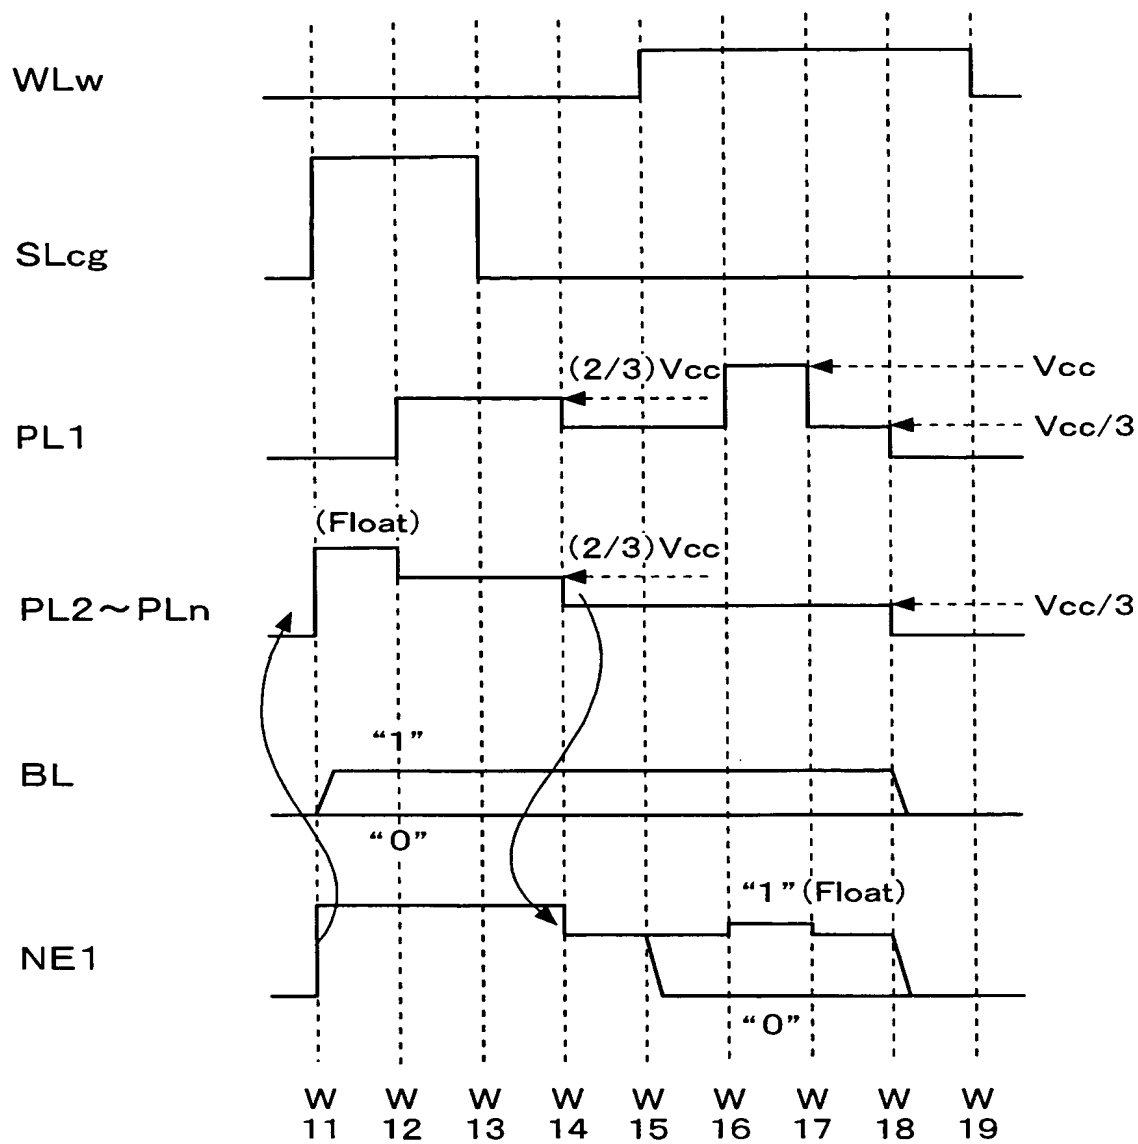 WLw
SLcg
(2/3)Vcc
Vcc
PL1
Vcc/3
(Float)
(2/3)Vcc
PL2～PLn
Vcc/3
“1”
BL
“0”
“1”(Float)
NE1
“0”
W W W W W W W W W
11 12 13 14 15 16 17 18 19